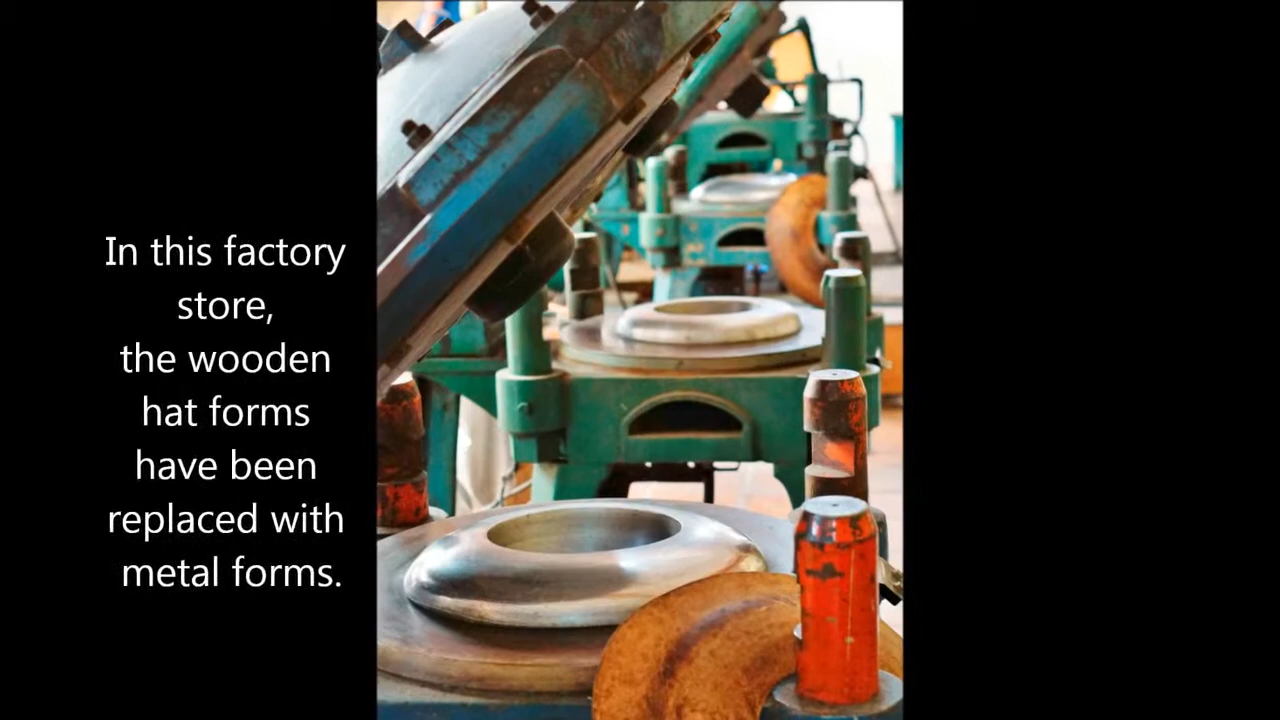 In this factory
store,
the wooden
hat forms
have been
replaced with
metal forms.